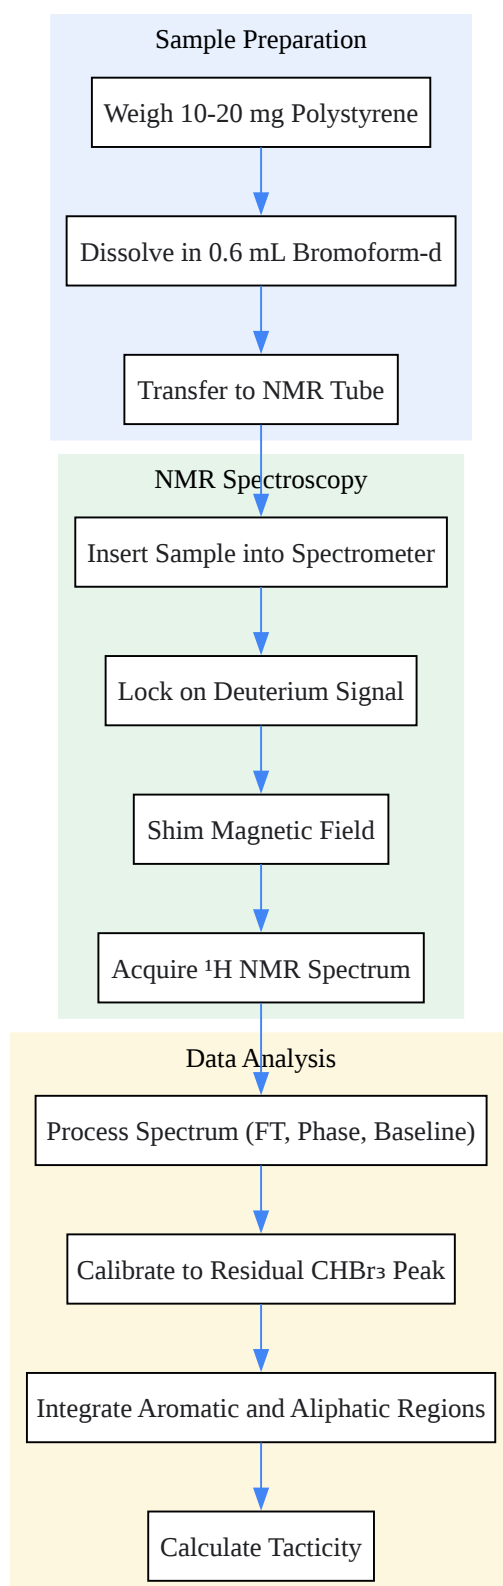 Sample Preparation
Weigh 10-20 mg Polystyrene
Dissolve in 0.6 mL Bromoform-d
Transfer to NMR Tube
NMR Spectroscopy
Insert Sample into Spectrometer
Lock on Deuterium Signal
Shim Magnetic Field
Acquire ¹H NMR Spectrum
Data Analysis
Process Spectrum (FT, Phase, Baseline)
Calibrate to Residual CHBr₃ Peak
Integrate Aromatic and Aliphatic Regions
Calculate Tacticity